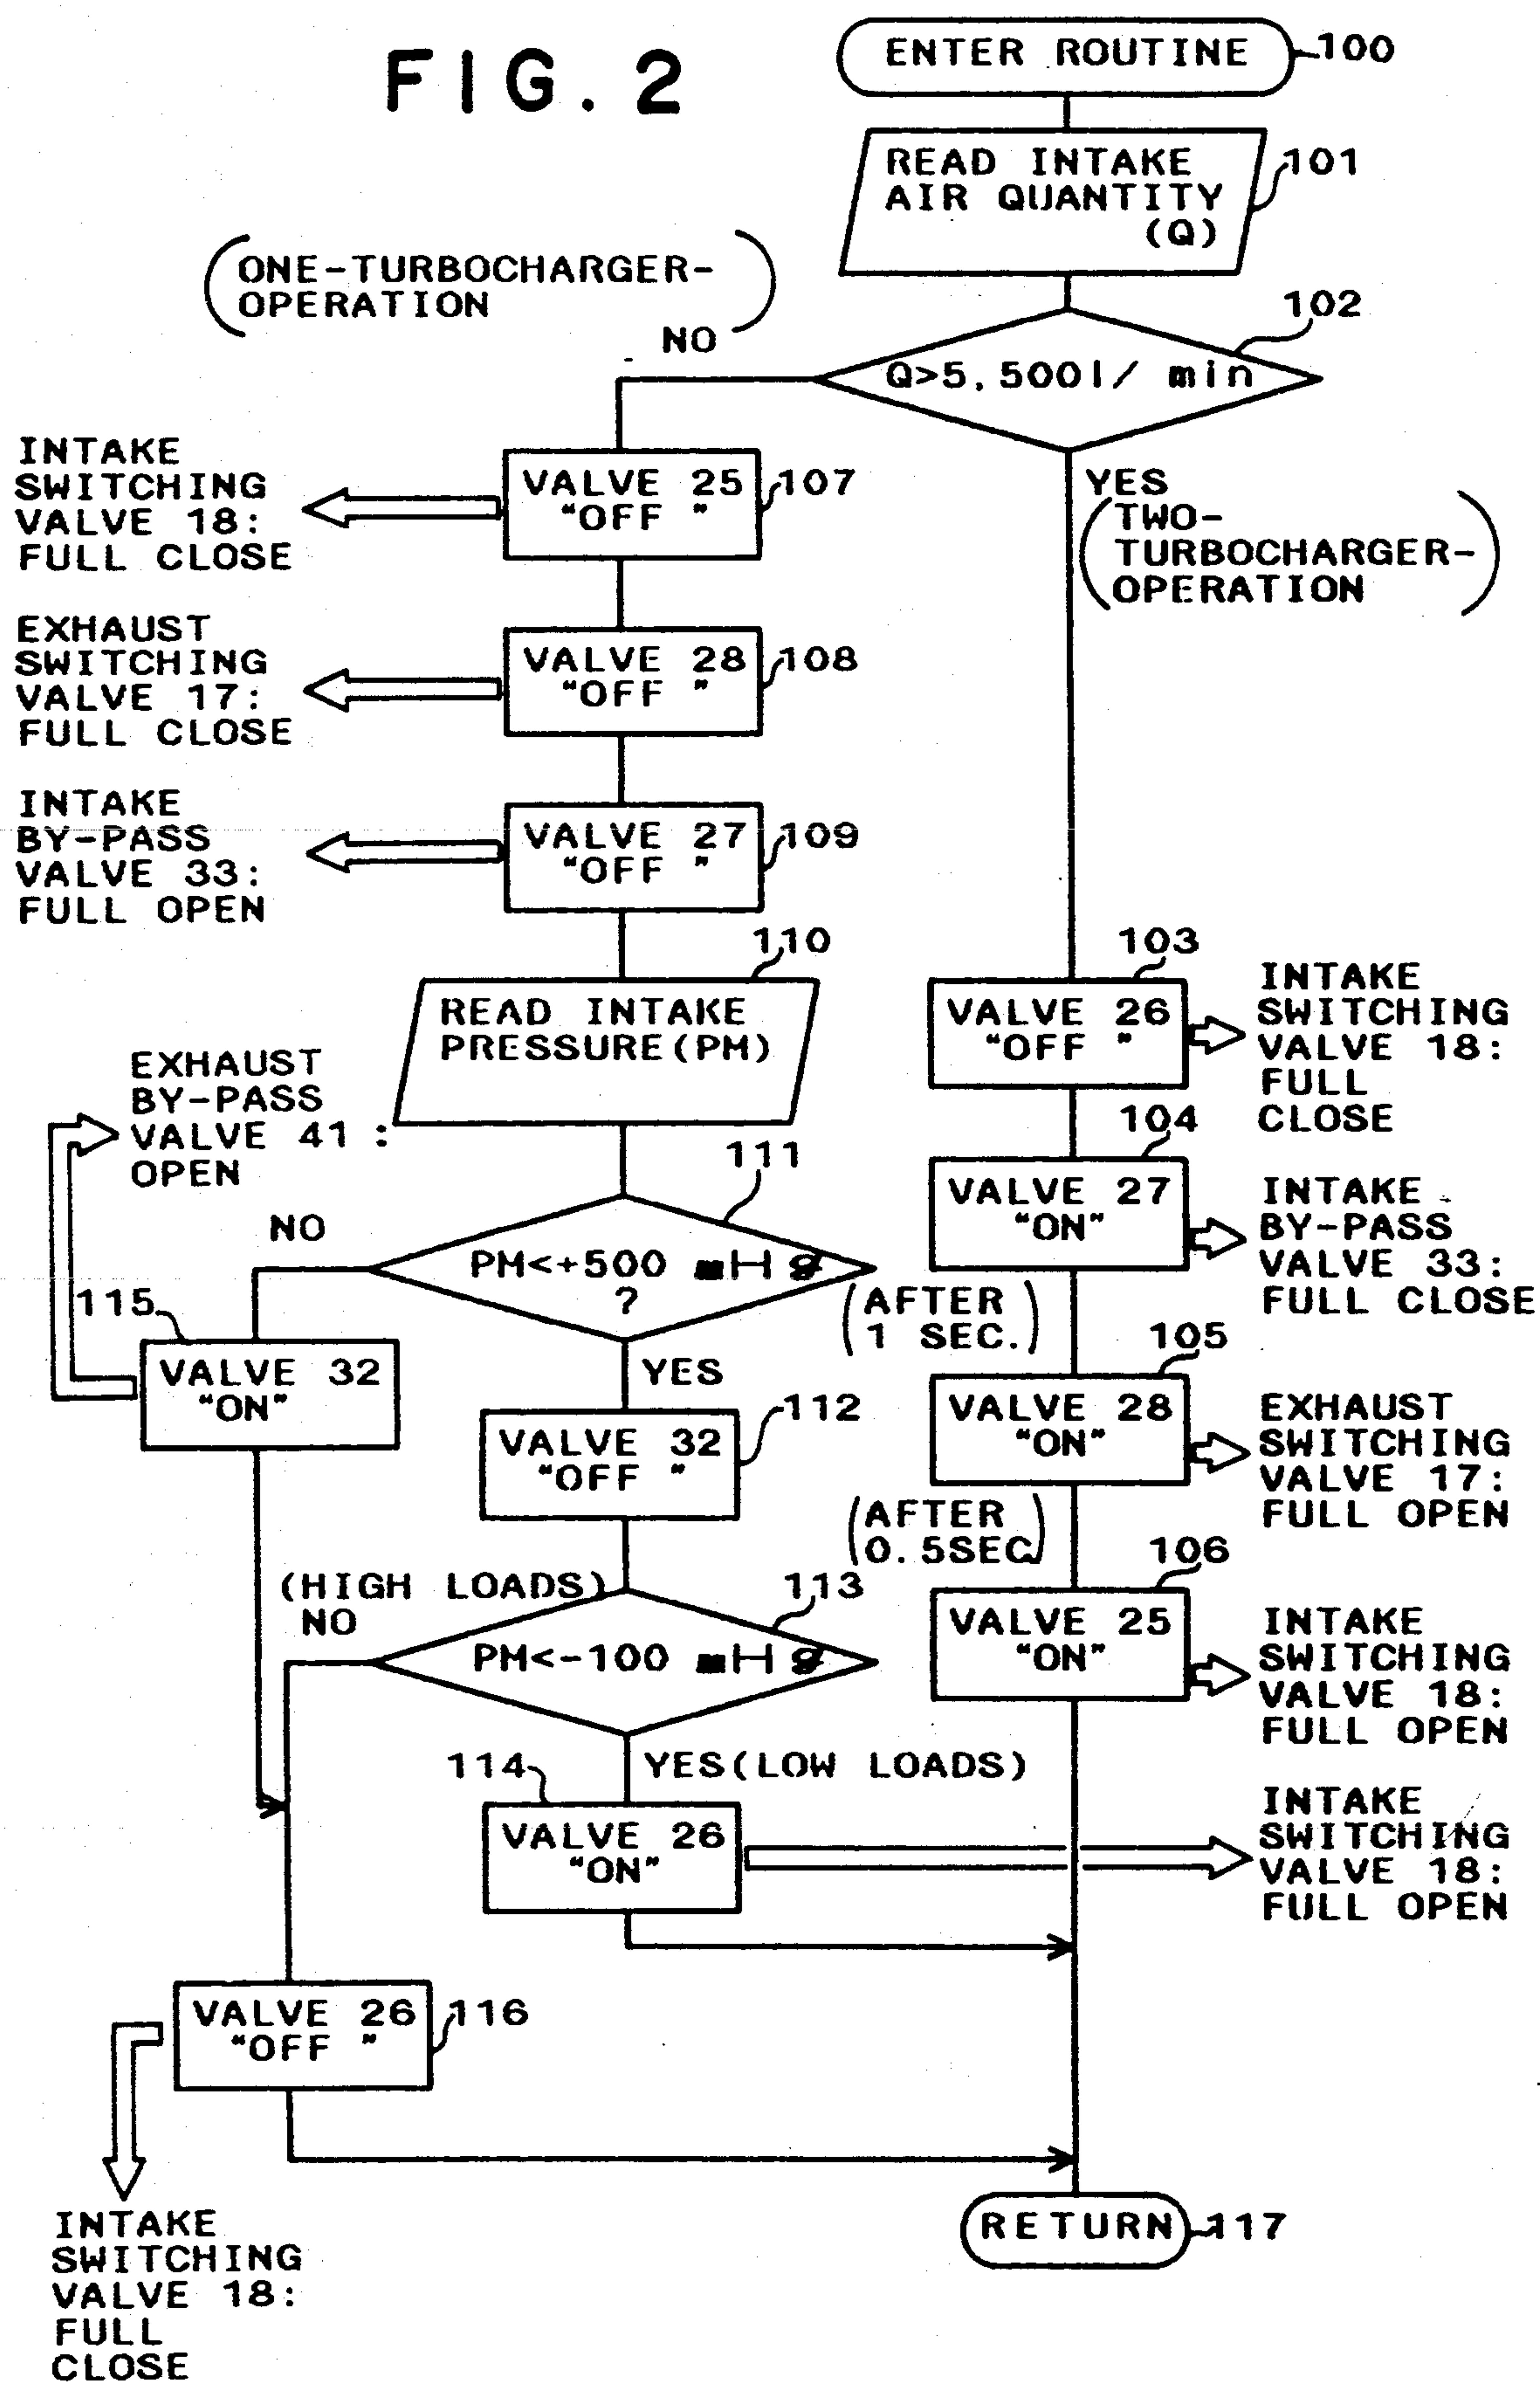 FIG. 2
ENTER ROUTINE
100
READ INTAKE
AIR QUANTITY
(Q)
101
(ONE-TURBOCHARGER-
OPERATION)
102
NO
Q>5,500l/ min
YES
(TWO-
TURBOCHARGER-
OPERATION)
INTAKE
SWITCHING
VALVE 18:
FULL CLOSE
VALVE 25
"OFF "
107
EXHAUST
SWITCHING
VALVE 17:
FULL CLOSE
VALVE 28
"OFF "
108
INTAKE
BY-PASS
VALVE 33:
FULL OPEN
VALVE 27
"OFF "
109
110
READ INTAKE
PRESSURE(PM)
103
VALVE 26
"OFF "
INTAKE
SWITCHING
VALVE 18:
FULL
CLOSE
EXHAUST
BY-PASS
VALVE 41 :
OPEN
104
VALVE 27
"ON"
INTAKE
BY-PASS
VALVE 33:
FULL CLOSE
111
NO
PM<+500 mHg
?
(AFTER
1 SEC.)
YES
115
VALVE 32
"ON"
105
VALVE 28
"ON"
EXHAUST
SWITCHING
VALVE 17:
FULL OPEN
112
VALVE 32
"OFF "
(AFTER
0.5SEC)
106
VALVE 25
"ON"
INTAKE
SWITCHING
VALVE 18:
FULL OPEN
(HIGH LOADS)
NO
113
PM<-100 mHg
YES(LOW LOADS)
114
VALVE 26
"ON"
INTAKE
SWITCHING
VALVE 18:
FULL OPEN
VALVE 26
"OFF "
116
INTAKE
SWITCHING
VALVE 18:
FULL
CLOSE
RETURN
117